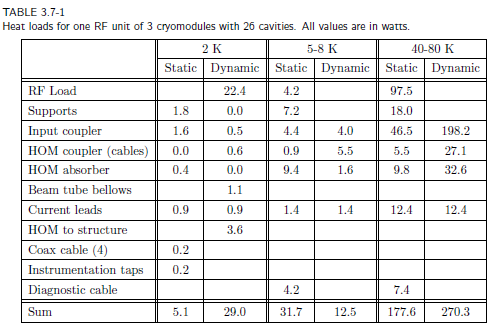 TABLE 3.7-1
Heat loads for one RF unit of 3 cryomodules with 26 cavities. All values are in watts.
2 K 5-8 K 40-80 K
Static Dynamic Static Dynamic Static Dynamic
RF Load 22.4 4.2 97.5
Supports 1.8 0.0 7.2 18.0
Input coupler 1.6 0.5 4.4 4.0 46.5 198.2
HOM coupler (cables) 0.0 0.6 0.9 5.5 5.5 27.1
HOM absorber 0.4 0.0 9.4 1.6 9.8 32.6
Beam tube bellows 1.1
Current leads 0.9 0.9 1.4 1.4 12.4 12.4
HOM to structure 3.6
Coax cable (4) 0.2
Instrumentation taps 0.2
Diagnostic cable 4.2 7.4
Sum 5.1 29.0 31.7 12.5 177.6 270.3